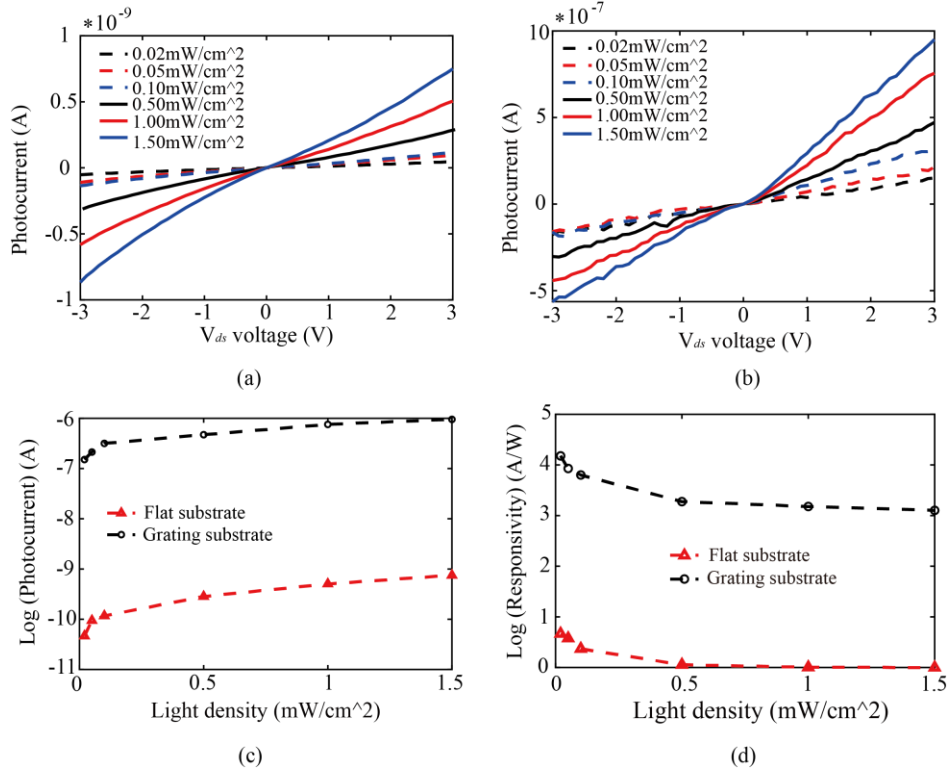 *10^-9
1
0.5
0
-0.5
-1
Photocurrent (A)
0.02mW/cm^2
0.05mW/cm^2
0.10mW/cm^2
0.50mW/cm^2
1.00mW/cm^2
1.50mW/cm^2
-3 -2 -1 0 1 2 3
Vds voltage (V)
(a)
*10^-7
10
5
0
-5
Photocurrent (A)
0.02mW/cm^2
0.05mW/cm^2
0.10mW/cm^2
0.50mW/cm^2
1.00mW/cm^2
1.50mW/cm^2
-3 -2 -1 0 1 2 3
Vds voltage (V)
(b)
-6
-7
-8
-9
-10
-11
Log (Photocurrent) (A)
Flat substrate
Grating substrate
0 0.5 1 1.5
Light density (mW/cm^2)
(c)
5
4
3
2
1
0
Log (Responsivity) (A/W)
Flat substrate
Grating substrate
0 0.5 1 1.5
Light density (mW/cm^2)
(d)